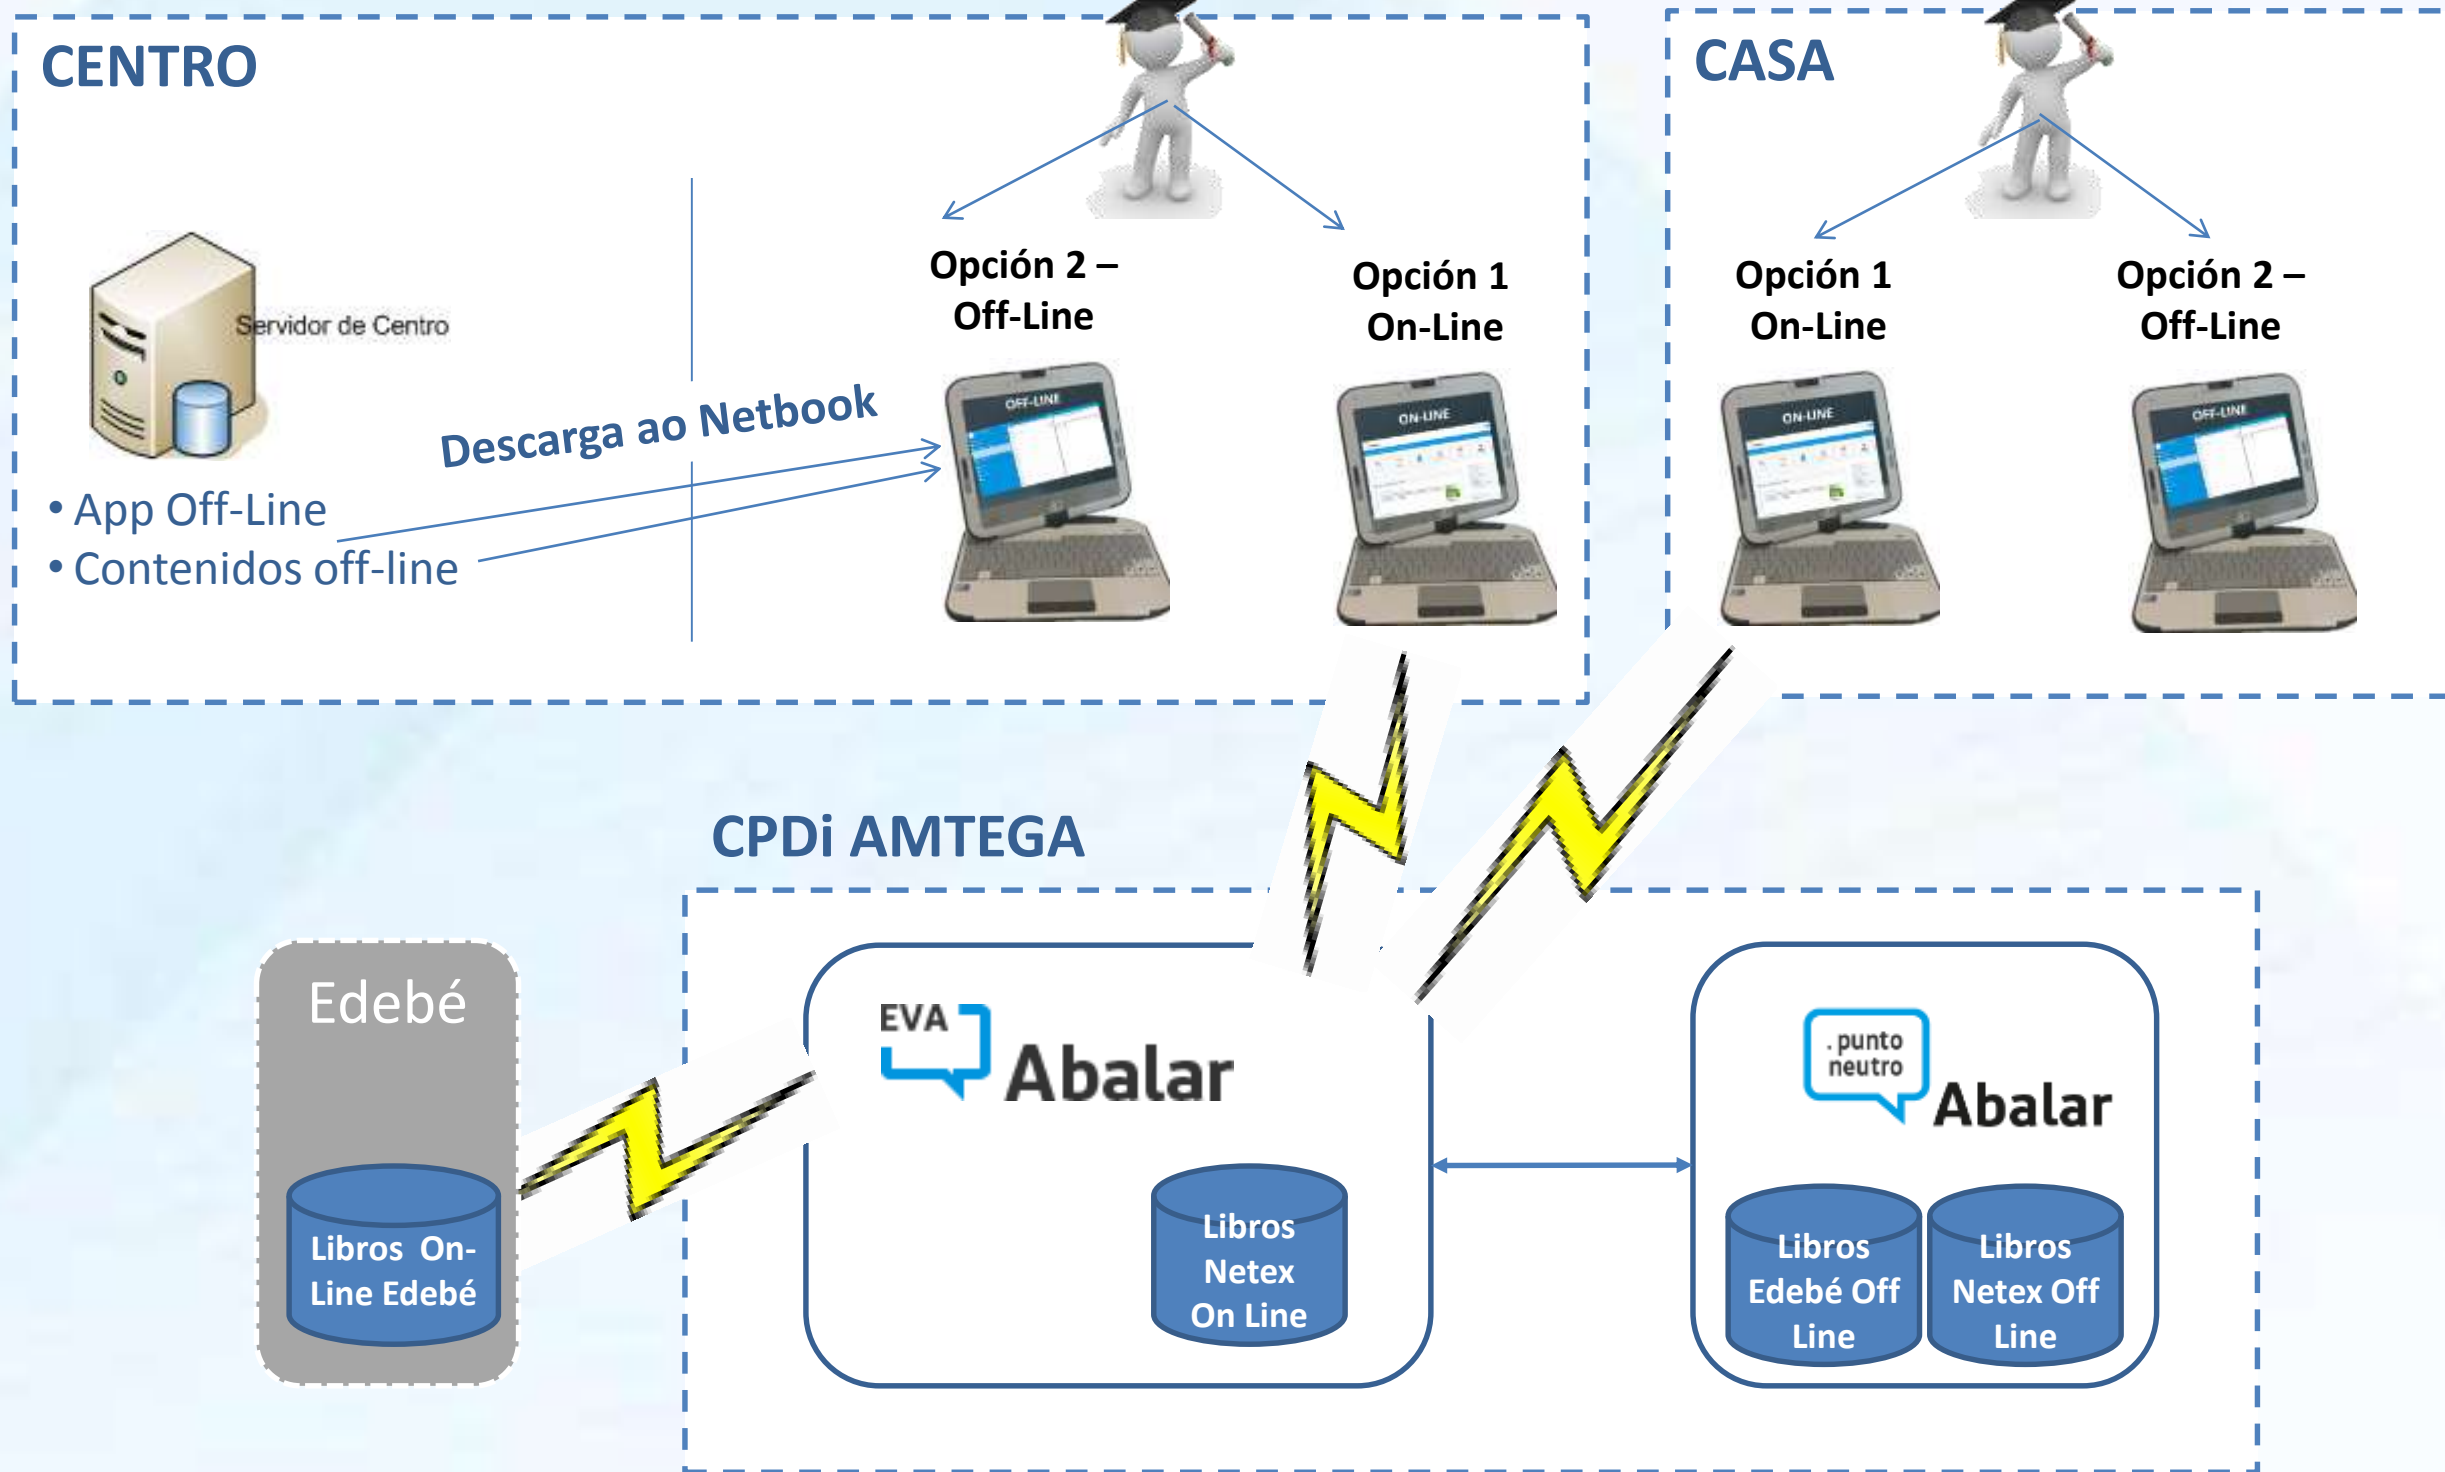 CENTRO
Servidor de Centro
• App Off-Line
• Contenidos off-line
Descarga ao Netbook
Opción 2 –
Off-Line
OFF-LINE
Opción 1
On-Line
ON-LINE
CASA
Opción 1
On-Line
ON-LINE
Opción 2 –
Off-Line
OFF-LINE
CPDi AMTEGA
Edebé
Libros On-
Line Edebé
EVA
Abalar
Libros
Netex
On Line
. punto
neutro
Abalar
Libros
Edebé Off
Line
Libros
Netex Off
Line